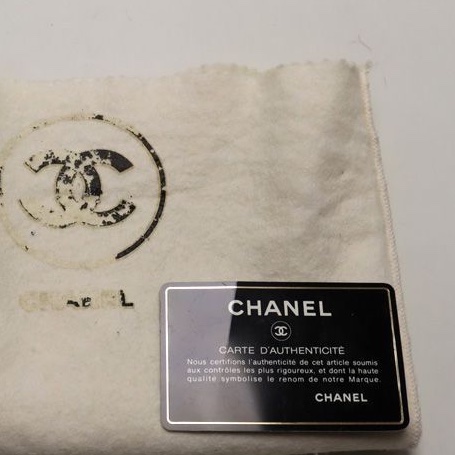 CHANEL
CHANEL
CARTE D'AUTHENTICITÉ
Nous certifions l'authenticité de cet article soumis
aux contrôles les plus rigoureux, et dont la haute
qualité symbolise le renom de notre Marque.
CHANEL